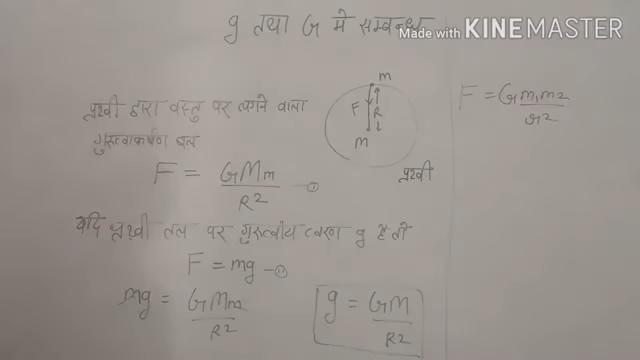 g तथा G में सम्बन्ध
Made with KINEMASTER
पृथ्वी द्वारा वस्तु पर लगने वाला
गुरुत्वाकर्षण बल
m
F
R
M
पृथ्वी
F = G m₁m₂ / r²
F = GMm / R² —①
यदि पृथ्वी तल पर गुरुत्वीय त्वरण g है तो
F = mg —②
mg = GMm / R²
g = GM / R²